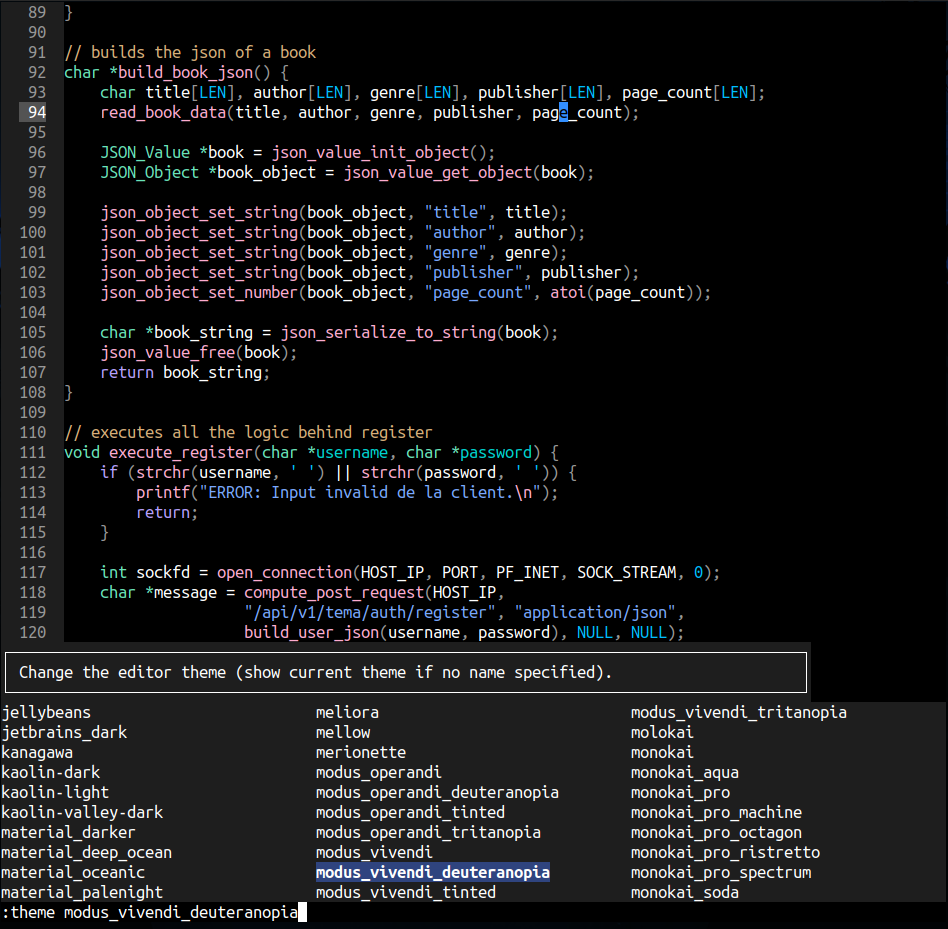 89 }
90
91 // builds the json of a book
92 char *build_book_json() {
93     char title[LEN], author[LEN], genre[LEN], publisher[LEN], page_count[LEN];
94     read_book_data(title, author, genre, publisher, page_count);
95
96     JSON_Value *book = json_value_init_object();
97     JSON_Object *book_object = json_value_get_object(book);
98
99     json_object_set_string(book_object, "title", title);
100     json_object_set_string(book_object, "author", author);
101     json_object_set_string(book_object, "genre", genre);
102     json_object_set_string(book_object, "publisher", publisher);
103     json_object_set_number(book_object, "page_count", atoi(page_count));
104
105     char *book_string = json_serialize_to_string(book);
106     json_value_free(book);
107     return book_string;
108 }
109
110 // executes all the logic behind register
111 void execute_register(char *username, char *password) {
112     if (strchr(username, ' ') || strchr(password, ' ')) {
113         printf("ERROR: Input invalid de la client.\n");
114         return;
115     }
116
117     int sockfd = open_connection(HOST_IP, PORT, PF_INET, SOCK_STREAM, 0);
118     char *message = compute_post_request(HOST_IP,
119                     "/api/v1/tema/auth/register", "application/json",
120                     build_user_json(username, password), NULL, NULL);
Change the editor theme (show current theme if no name specified).
jellybeans meliora modus_vivendi_tritanopia
jetbrains_dark mellow molokai
kanagawa merionette monokai
kaolin-dark modus_operandi monokai_aqua
kaolin-light modus_operandi_deuteranopia monokai_pro
kaolin-valley-dark modus_operandi_tinted monokai_pro_machine
material_darker modus_operandi_tritanopia monokai_pro_octagon
material_deep_ocean modus_vivendi monokai_pro_ristretto
material_oceanic modus_vivendi_deuteranopia monokai_pro_spectrum
material_palenight modus_vivendi_tinted monokai_soda
:theme modus_vivendi_deuteranopia